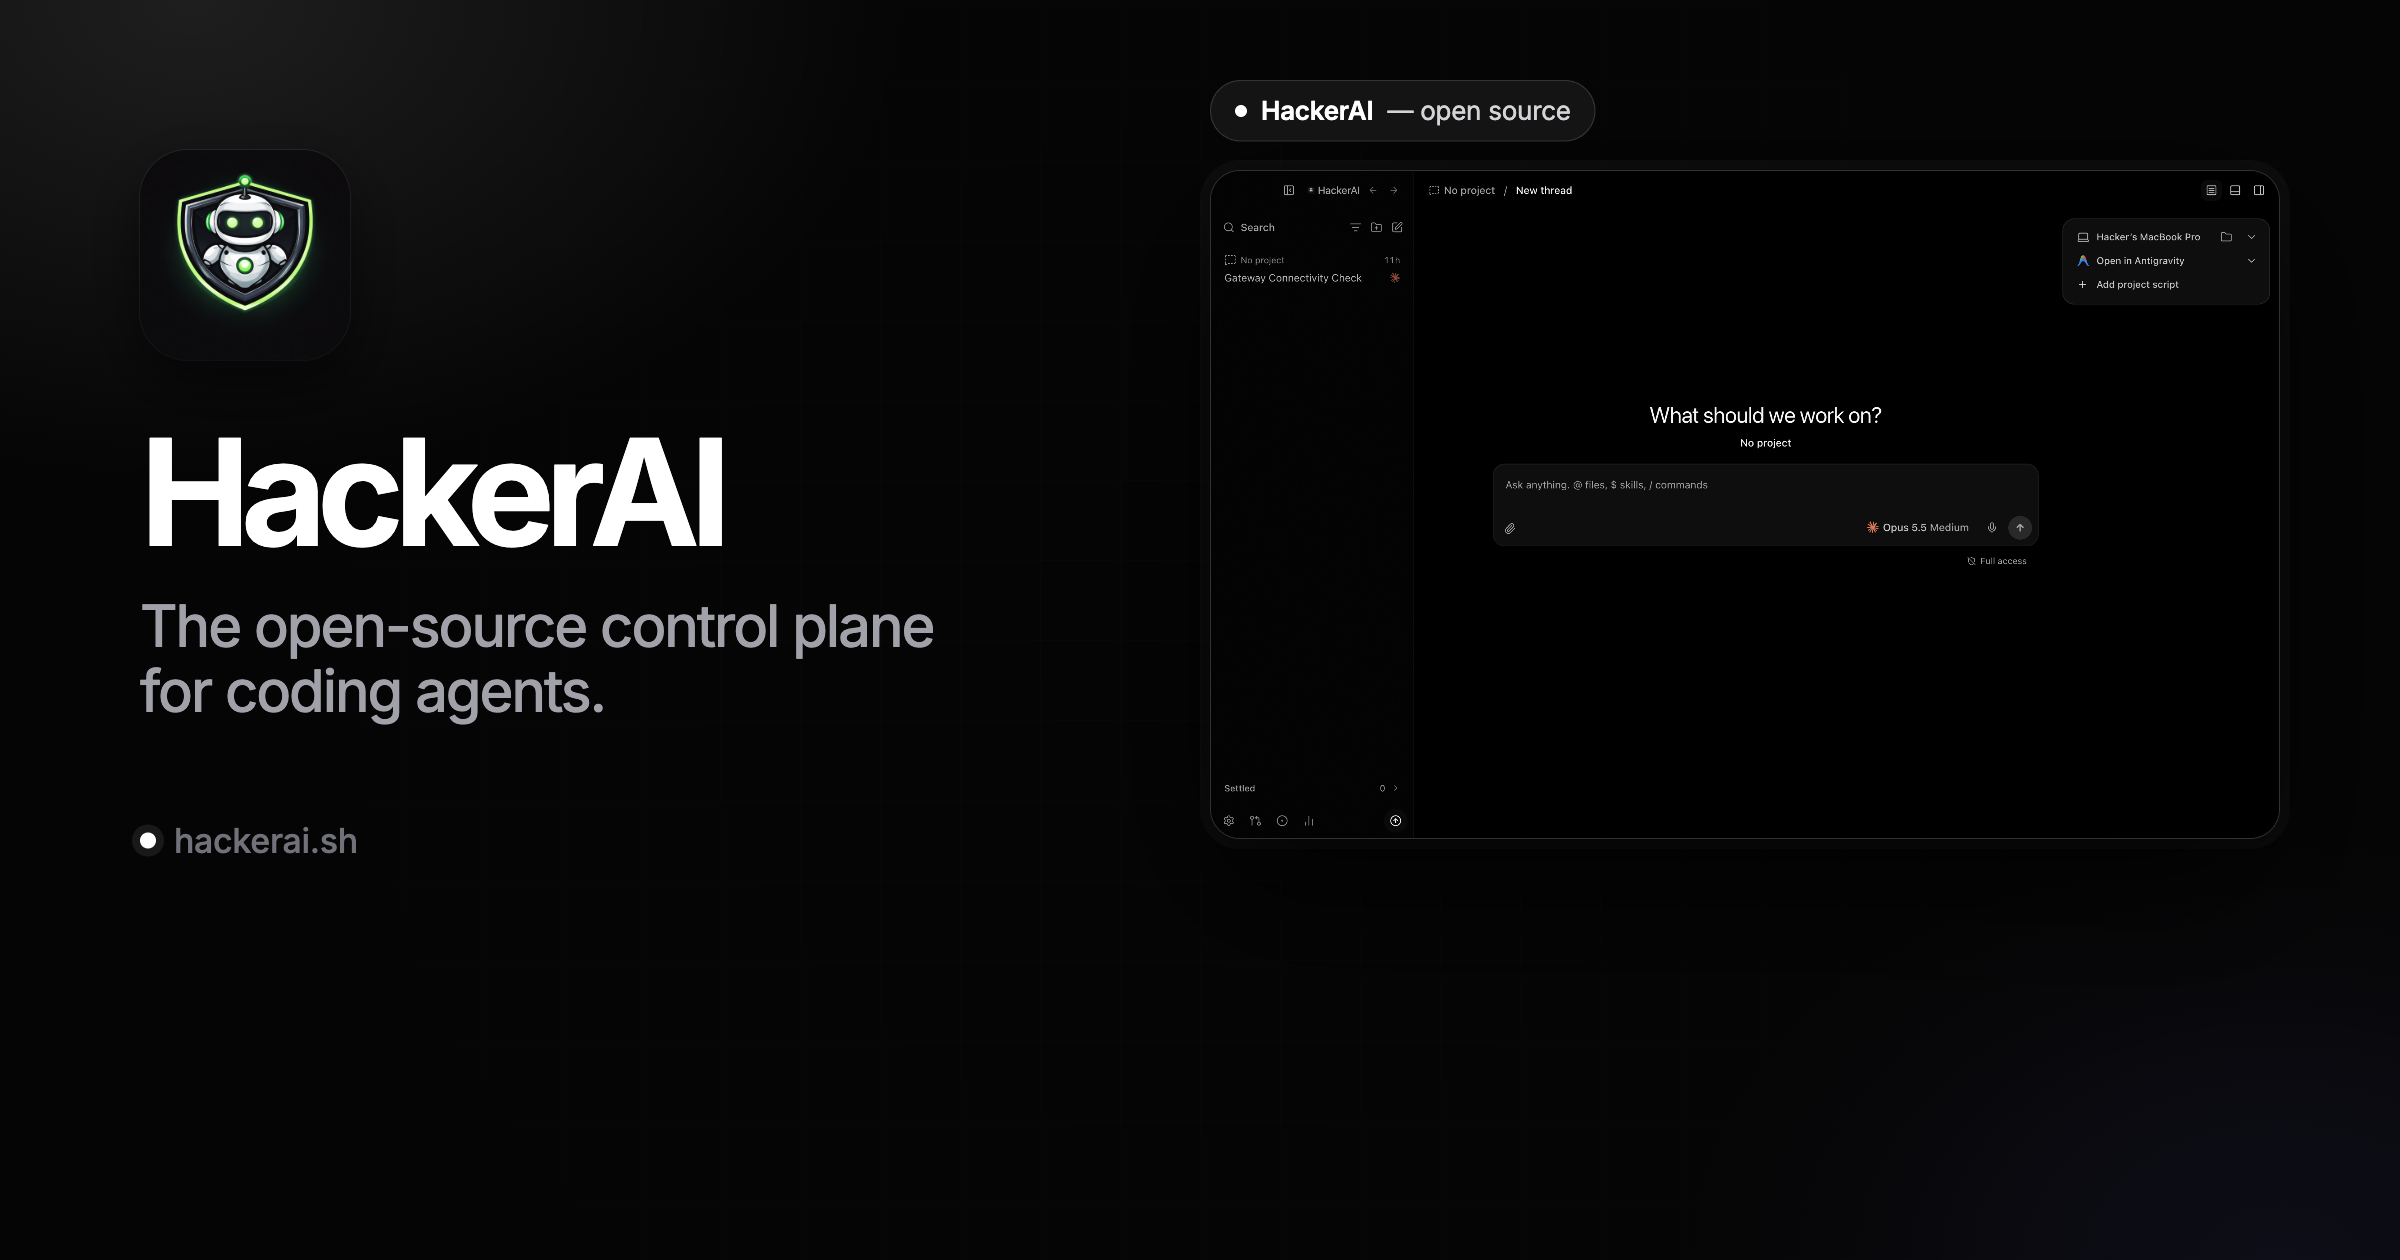 HackerAI
The open-source control plane
for coding agents.
hackerai.sh
HackerAI — open source
HackerAI
No project / New thread
Search
No project 11h
Gateway Connectivity Check
Hacker's MacBook Pro
Open in Antigravity
Add project script
What should we work on?
No project
Ask anything. @ files, $ skills, / commands
Opus 5.5 Medium
Full access
Settled 0